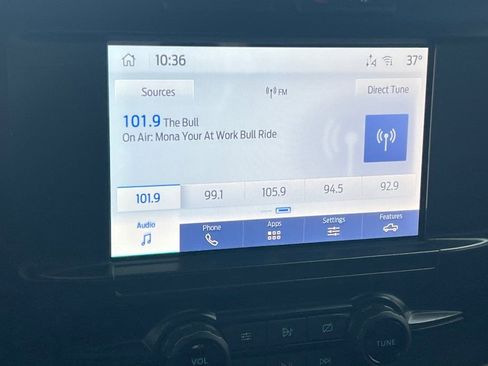 10:36
37°
Sources
FM
Direct Tune
101.9 The Bull
On Air: Mona Your At Work Bull Ride
101.9
99.1
105.9
94.5
92.9
Audio
Phone
Apps
Settings
Features
VOL
TUNE